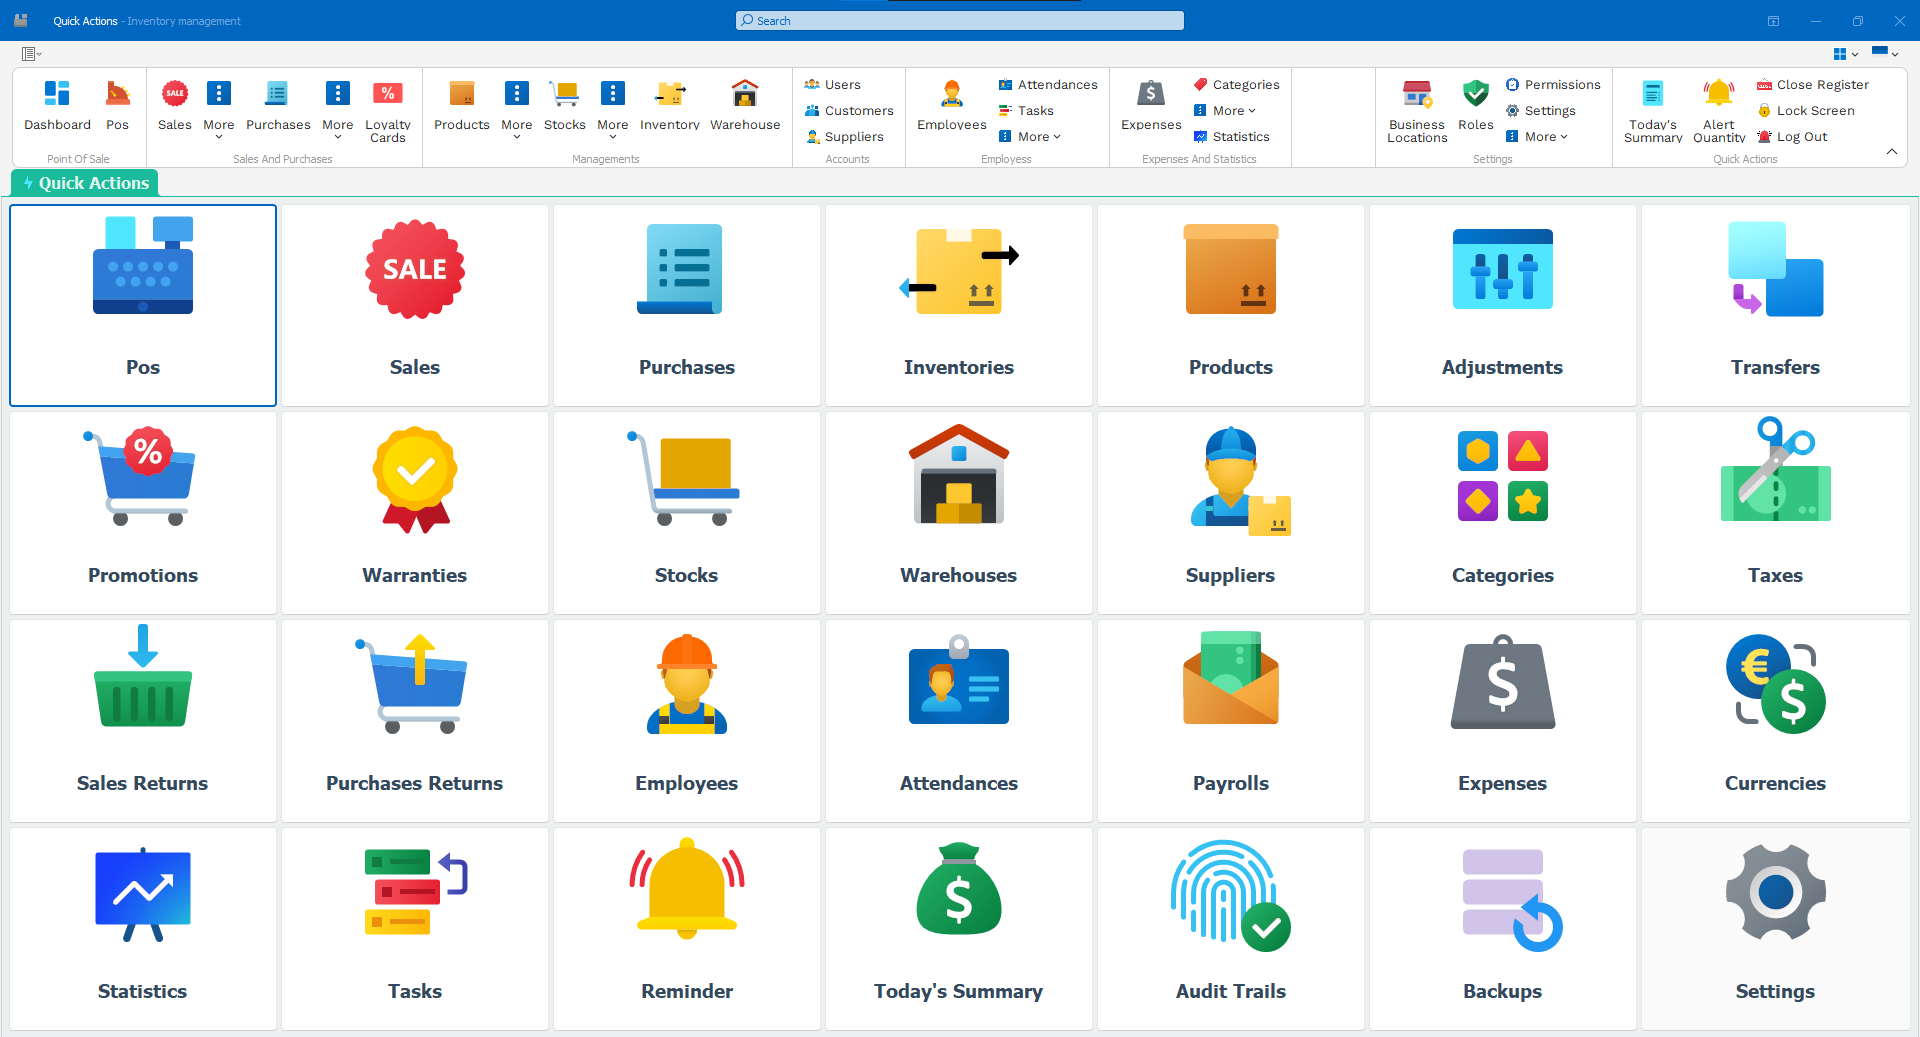 Quick Actions - Inventory management
Search
Dashboard
Pos
Point Of Sale
SALE
Sales
More
Purchases
More
%
Loyalty
Cards
Sales And Purchases
Products
More
Stocks
More
Inventory
Warehouse
Managements
Users
Customers
Suppliers
Accounts
Employees
Attendances
Tasks
More
Employess
$
Expenses
Categories
More
Statistics
Expenses And Statistics
Business
Locations
Roles
Permissions
Settings
More
Settings
Today's
Summary
Alert
Quantity
Close Register
Lock Screen
Log Out
Quick Actions
Quick Actions
Pos
SALE
Sales
Purchases
Inventories
Products
Adjustments
Transfers
%
Promotions
Warranties
Stocks
Warehouses
Suppliers
Categories
Taxes
Sales Returns
Purchases Returns
Employees
Attendances
Payrolls
$
Expenses
€
$
Currencies
Statistics
Tasks
Reminder
$
Today's Summary
Audit Trails
Backups
Settings